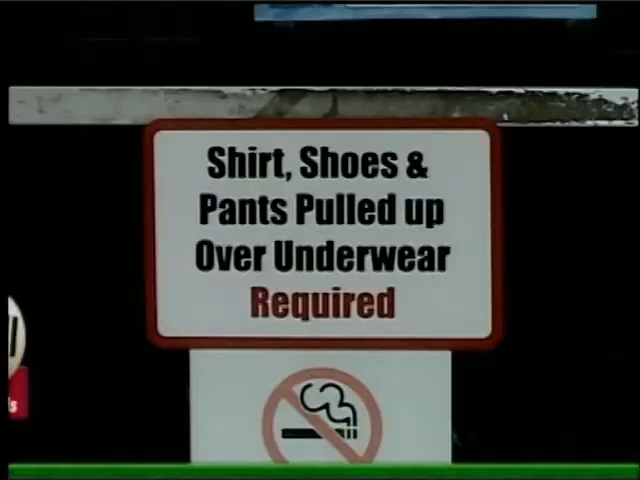 Shirt, Shoes &
Pants Pulled up
Over Underwear
Required